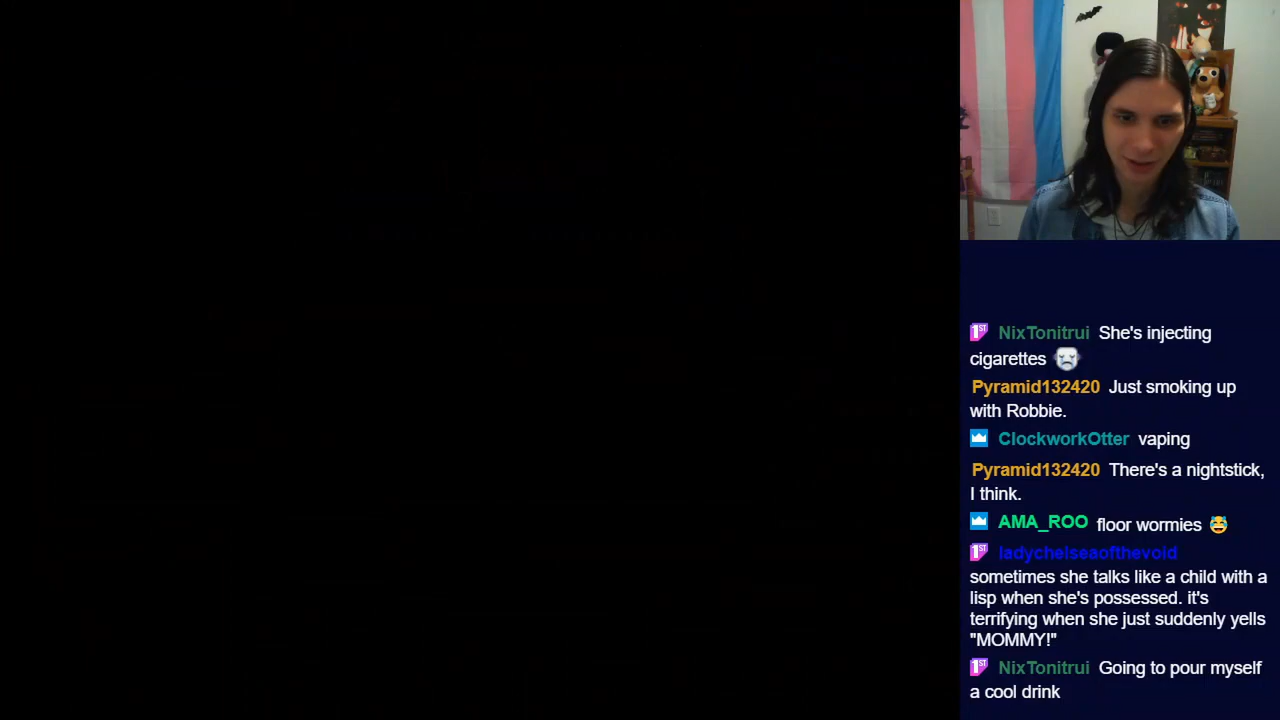 NixTonitrui She's injecting
cigarettes
Pyramid132420 Just smoking up
with Robbie.
ClockworkOtter vaping
Pyramid132420 There's a nightstick,
I think.
AMA_ROO floor wormies
ladychelseaofthevoid
sometimes she talks like a child with a
lisp when she's possessed. it's
terrifying when she just suddenly yells
"MOMMY!"
NixTonitrui Going to pour myself
a cool drink